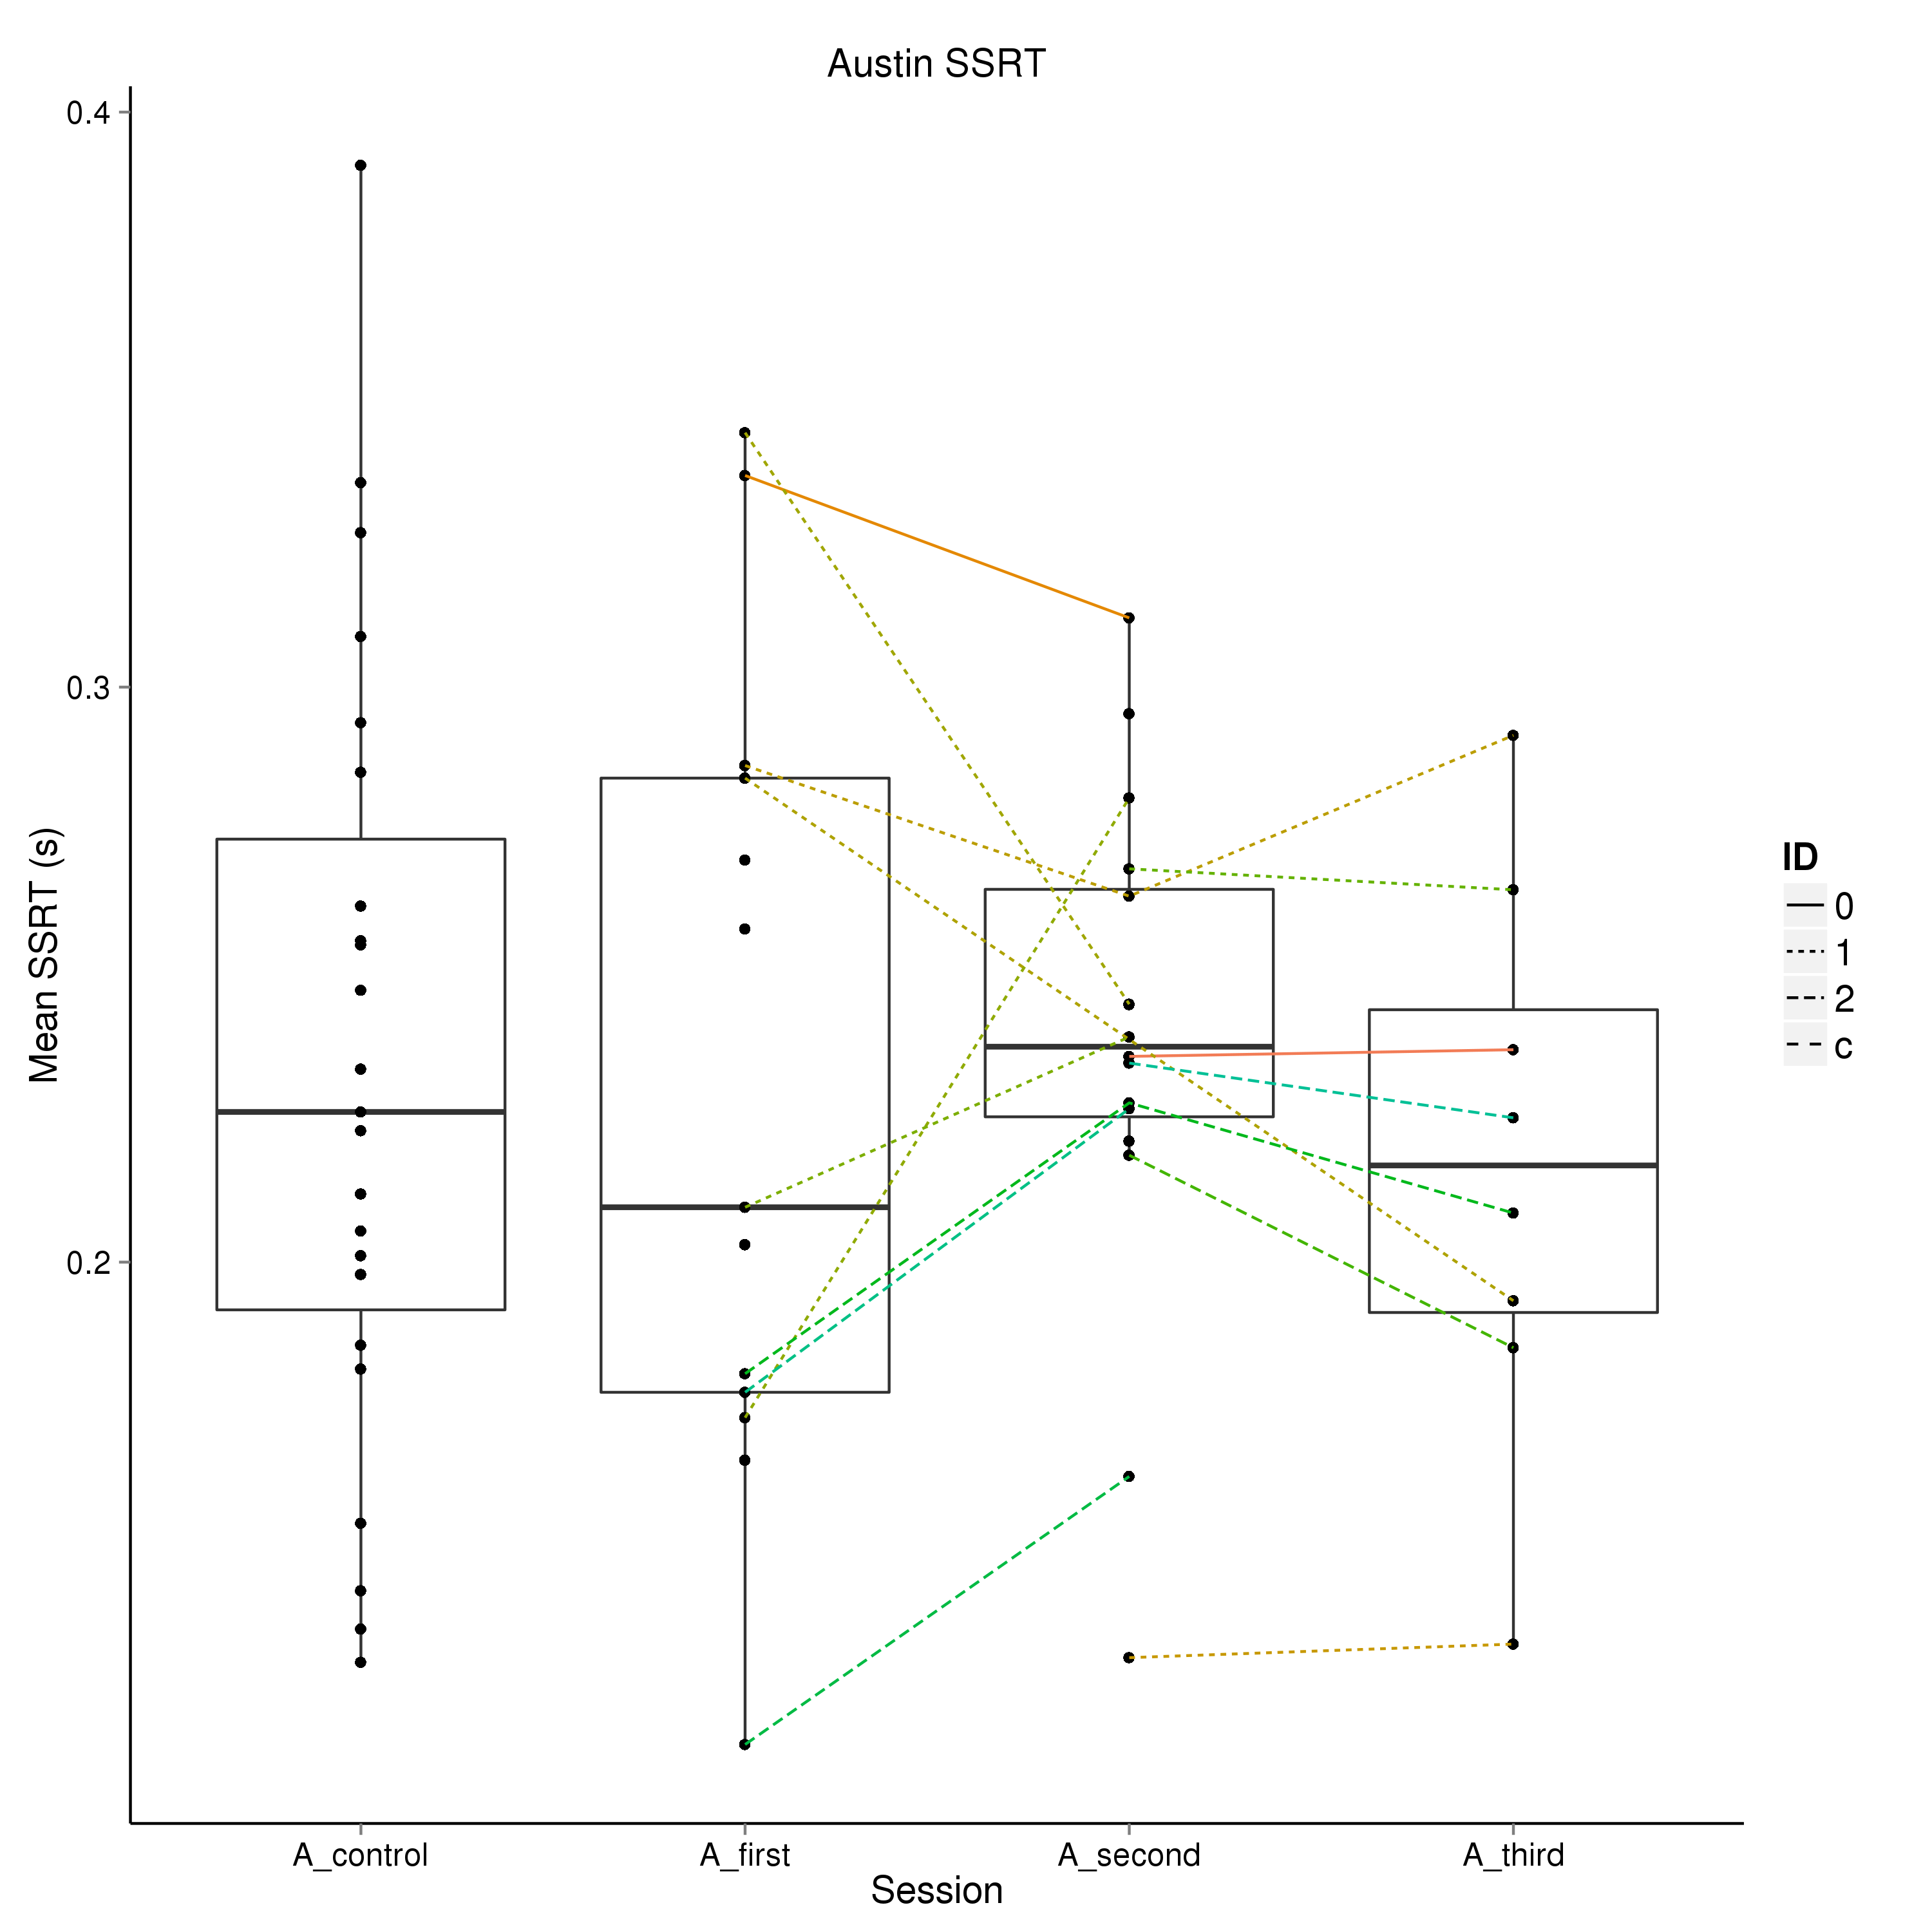 Austin SSRT
0.4
0.3
0.2
Mean SSRT (s)
A_control
A_first
A_second
A_third
Session
ID
0
1
2
c